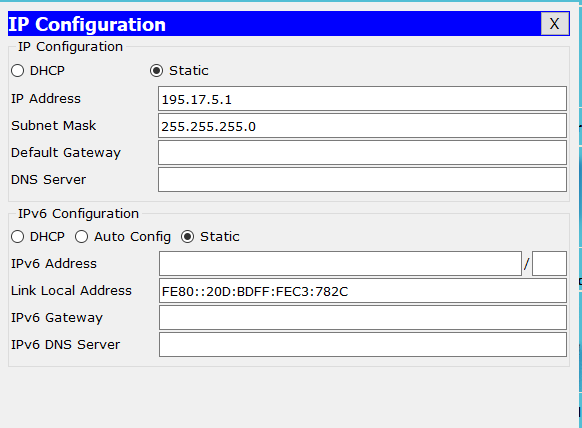 IP Configuration X
IP Configuration
DHCP Static
IP Address 195.17.5.1
Subnet Mask 255.255.255.0
Default Gateway
DNS Server
IPv6 Configuration
DHCP Auto Config Static
IPv6 Address /
Link Local Address FE80::20D:BDFF:FEC3:782C
IPv6 Gateway
IPv6 DNS Server